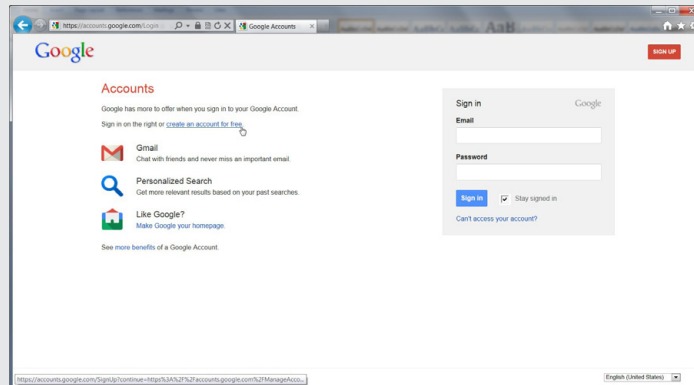 https://accounts.google.com/Login
Google Accounts
AaB
Google
SIGN UP
Accounts
Google has more to offer when you sign in to your Google Account.
Sign in on the right or create an account for free.
Gmail
Chat with friends and never miss an important email.
Personalized Search
Get more relevant results based on your past searches.
Like Google?
Make Google your homepage.
See more benefits of a Google Account.
Sign in
Google
Email
Password
Sign in
Stay signed in
Can't access your account?
https://accounts.google.com/SignUp?continue=https%3A%2F%2Faccounts.google.com%2FManageAcco...
English (United States)